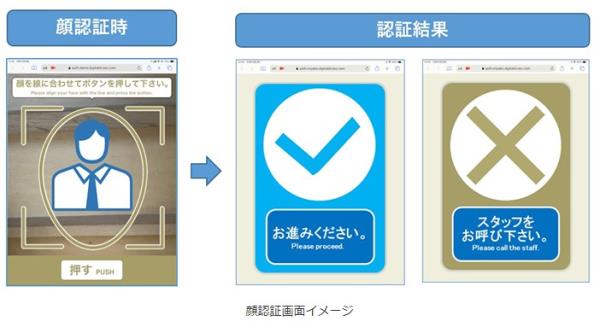 顔認証時
認証結果
顔を線に合わせてボタンを押して下さい。
Please align your face with the line and press the button.
押す PUSH
お進みください。
Please proceed.
スタッフを
お呼び下さい。
Please call the staff.
顔認証画面イメージ